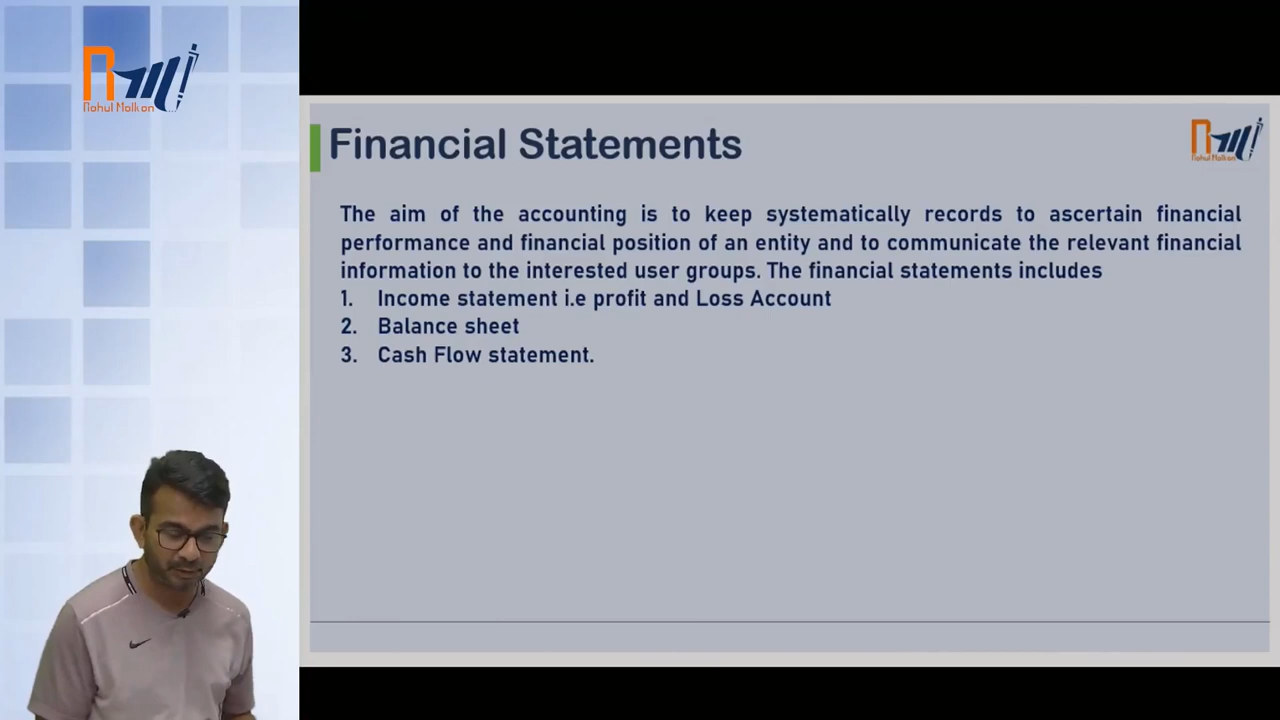 Rahul Malkan
Financial Statements
Rahul Malkan
The aim of the accounting is to keep systematically records to ascertain financial
performance and financial position of an entity and to communicate the relevant financial
information to the interested user groups. The financial statements includes
1. Income statement i.e profit and Loss Account
2. Balance sheet
3. Cash Flow statement.